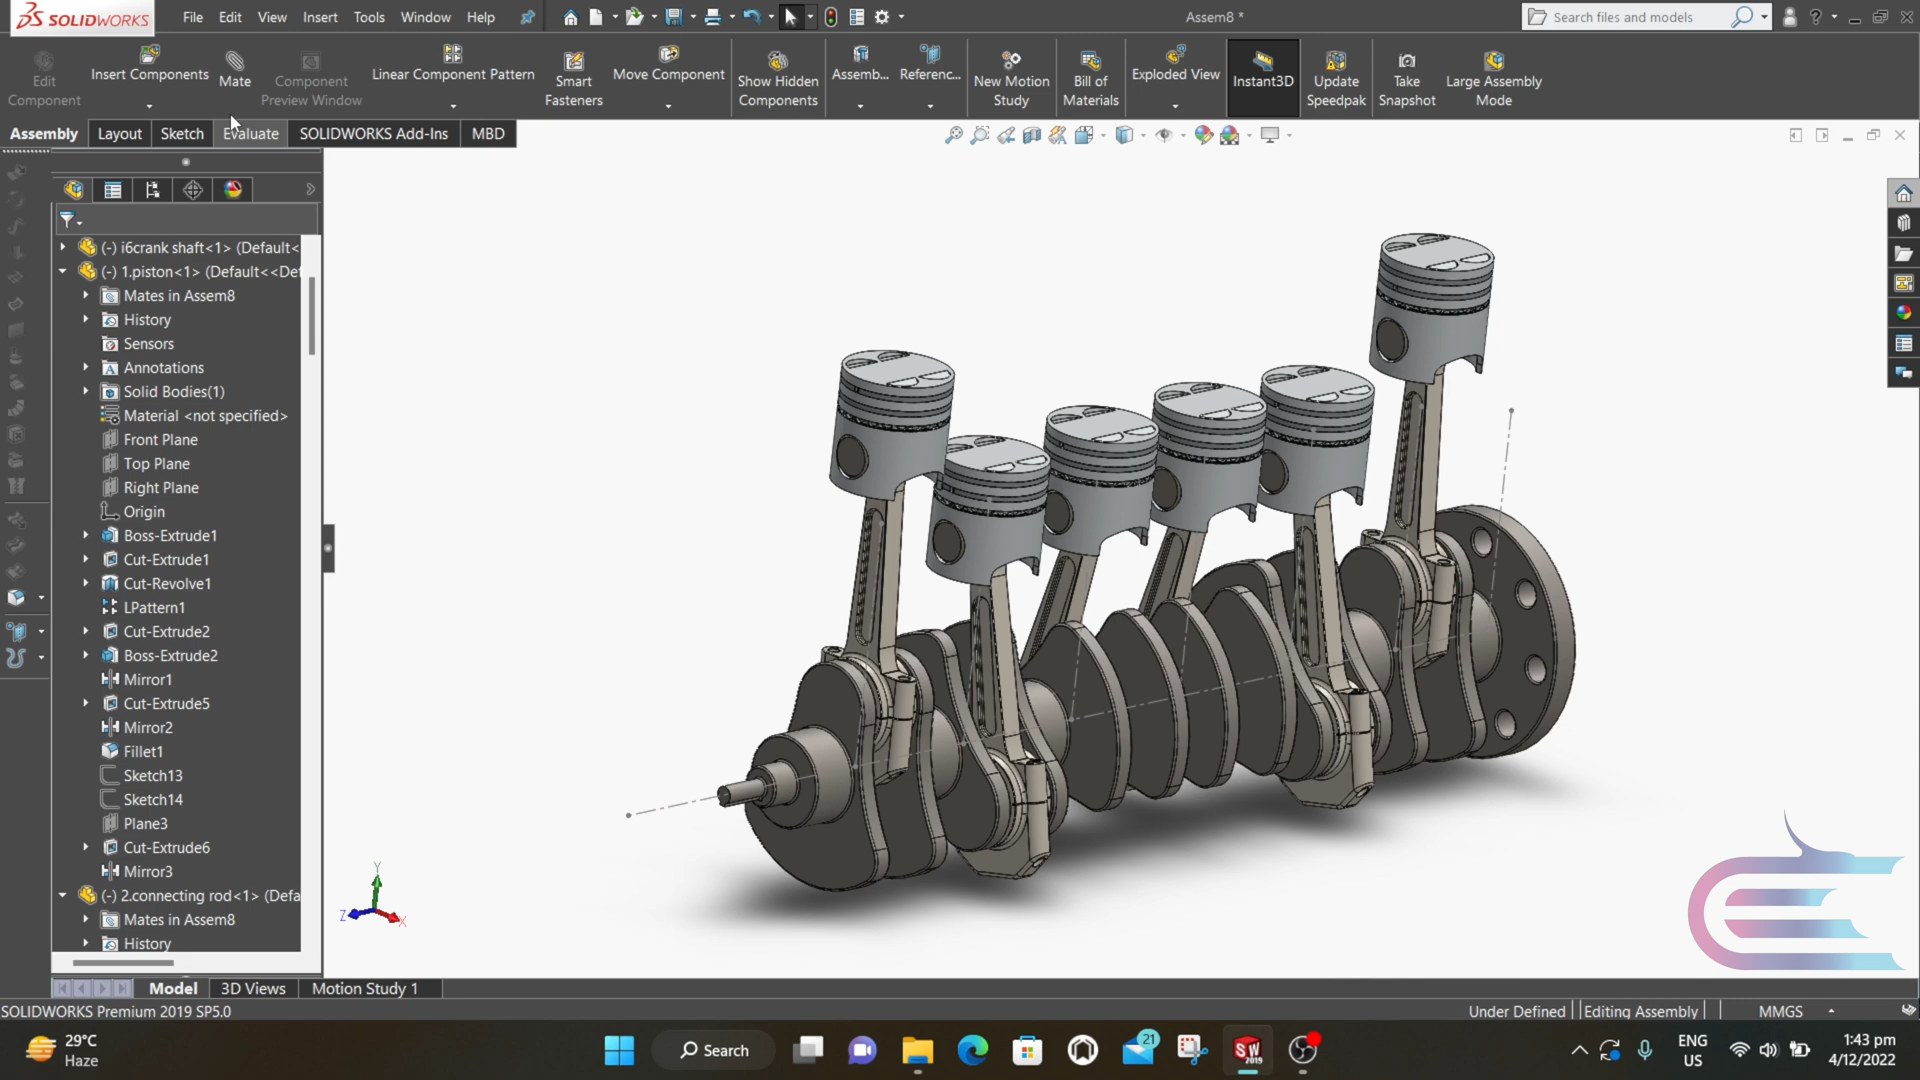 SOLIDWORKS
File Edit View Insert Tools Window Help
Assem8 *
Search files and models
Edit Component
Insert Components
Mate
Component Preview Window
Linear Component Pattern
Smart Fasteners
Move Component
Show Hidden Components
Assemb...
Referenc...
New Motion Study
Bill of Materials
Exploded View
Instant3D
Update Speedpak
Take Snapshot
Large Assembly Mode
Assembly Layout Sketch Evaluate SOLIDWORKS Add-Ins MBD
(-) i6crank shaft<1> (Default<
(-) 1.piston<1> (Default<<Def
Mates in Assem8
History
Sensors
Annotations
Solid Bodies(1)
Material <not specified>
Front Plane
Top Plane
Right Plane
Origin
Boss-Extrude1
Cut-Extrude1
Cut-Revolve1
LPattern1
Cut-Extrude2
Boss-Extrude2
Mirror1
Cut-Extrude5
Mirror2
Fillet1
Sketch13
Sketch14
Plane3
Cut-Extrude6
Mirror3
(-) 2.connecting rod<1> (Defa
Mates in Assem8
History
Y
Z
X
Model 3D Views Motion Study 1
SOLIDWORKS Premium 2019 SP5.0
Under Defined Editing Assembly MMGS
29°C
Haze
Search
21
SW
2019
ENG
US
1:43 pm
4/12/2022